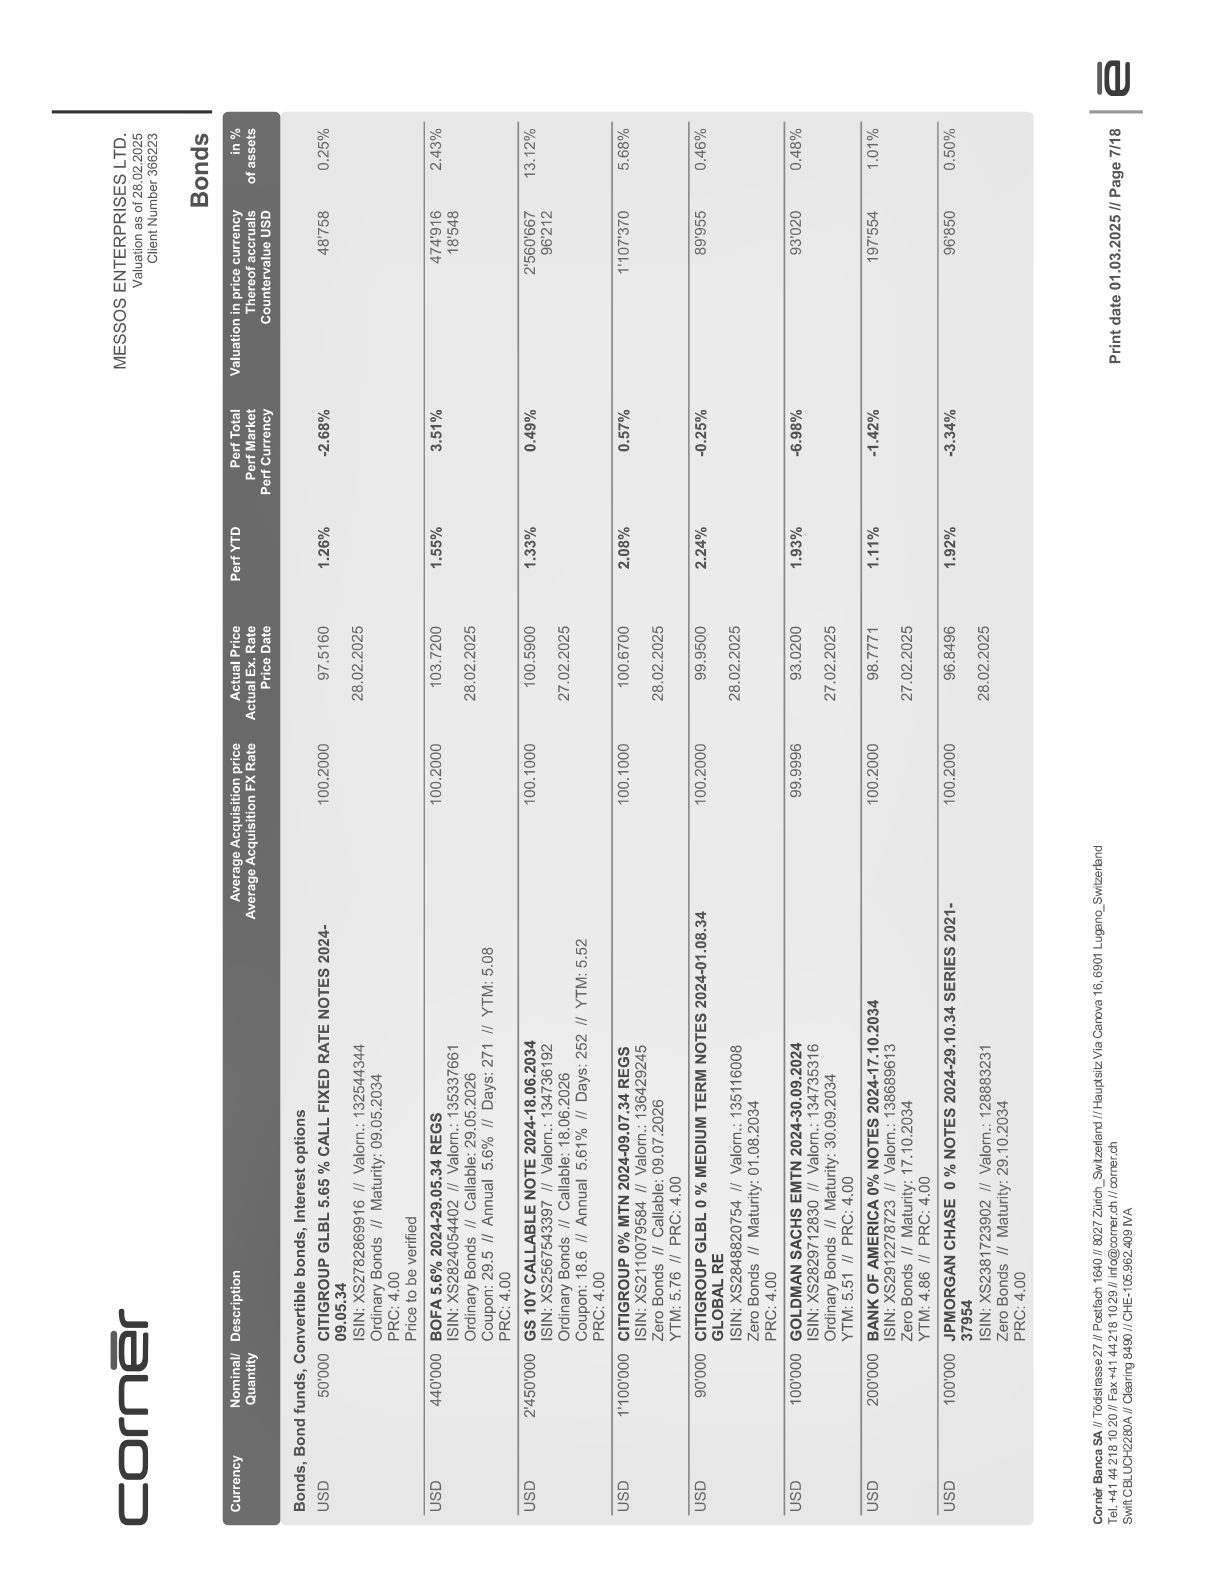 cornèr
MESSOS ENTERPRISES LTD.
Valuation as of 28.02.2025
Client Number 366223
Bonds
Currency Nominal/ Description Average Acquisition price Actual Price Perf YTD Perf Total Valuation in price currency in %
Quantity Average Acquisition FX Rate Actual Ex. Rate Perf Market Thereof accruals of assets
Price Date Perf Currency Countervalue USD
Bonds, Bond funds, Convertible bonds, Interest options
USD 50'000 CITIGROUP GLBL 5.65 % CALL FIXED RATE NOTES 2024- 100.2000 97.5160 1.26% -2.68% 48'758 0.25%
09.05.34
ISIN: XS2782869916 // Valorn.: 132544344 28.02.2025
Ordinary Bonds // Maturity: 09.05.2034
PRC: 4.00
Price to be verified
USD 440'000 BOFA 5.6% 2024-29.05.34 REGS 100.2000 103.7200 1.55% 3.51% 474'916 2.43%
ISIN: XS2824054402 // Valorn.: 135337661 18'548
Ordinary Bonds // Callable: 29.05.2026 28.02.2025
Coupon: 29.5 // Annual 5.6% // Days: 271 // YTM: 5.08
PRC: 4.00
USD 2'450'000 GS 10Y CALLABLE NOTE 2024-18.06.2034 100.1000 100.5900 1.33% 0.49% 2'560'667 13.12%
ISIN: XS2567543397 // Valorn.: 134736192 96'212
Ordinary Bonds // Callable: 18.06.2026 27.02.2025
Coupon: 18.6 // Annual 5.61% // Days: 252 // YTM: 5.52
PRC: 4.00
USD 1'100'000 CITIGROUP 0% MTN 2024-09.07.34 REGS 100.1000 100.6700 2.08% 0.57% 1'107'370 5.68%
ISIN: XS2110079584 // Valorn.: 136429245
Zero Bonds // Callable: 09.07.2026 28.02.2025
YTM: 5.76 // PRC: 4.00
USD 90'000 CITIGROUP GLBL 0 % MEDIUM TERM NOTES 2024-01.08.34 100.2000 99.9500 2.24% -0.25% 89'955 0.46%
GLOBAL RE
ISIN: XS2848820754 // Valorn.: 135116008 28.02.2025
Zero Bonds // Maturity: 01.08.2034
PRC: 4.00
USD 100'000 GOLDMAN SACHS EMTN 2024-30.09.2024 99.9996 93.0200 1.93% -6.98% 93'020 0.48%
ISIN: XS2829712830 // Valorn.: 134735316
Ordinary Bonds // Maturity: 30.09.2034 27.02.2025
YTM: 5.51 // PRC: 4.00
USD 200'000 BANK OF AMERICA 0% NOTES 2024-17.10.2034 100.2000 98.7771 1.11% -1.42% 197'554 1.01%
ISIN: XS2912278723 // Valorn.: 138689613
Zero Bonds // Maturity: 17.10.2034 27.02.2025
YTM: 4.86 // PRC: 4.00
USD 100'000 JPMORGAN CHASE 0 % NOTES 2024-29.10.34 SERIES 2021- 100.2000 96.8496 1.92% -3.34% 96'850 0.50%
37954
ISIN: XS2381723902 // Valorn.: 128883231 28.02.2025
Zero Bonds // Maturity: 29.10.2034
PRC: 4.00
Cornèr Banca SA // Tödistrasse 27 // Postfach 1640 // 8027 Zürich_Switzerland // Hauptsitz Via Canova 16, 6901 Lugano_Switzerland
Tel. +41 44 218 10 20 // Fax +41 44 218 10 29 // info@corner.ch // corner.ch
Swift CBLUCH2280A // Clearing 8490 // CHE-105.962.409 IVA
Print date 01.03.2025 // Page 7/18